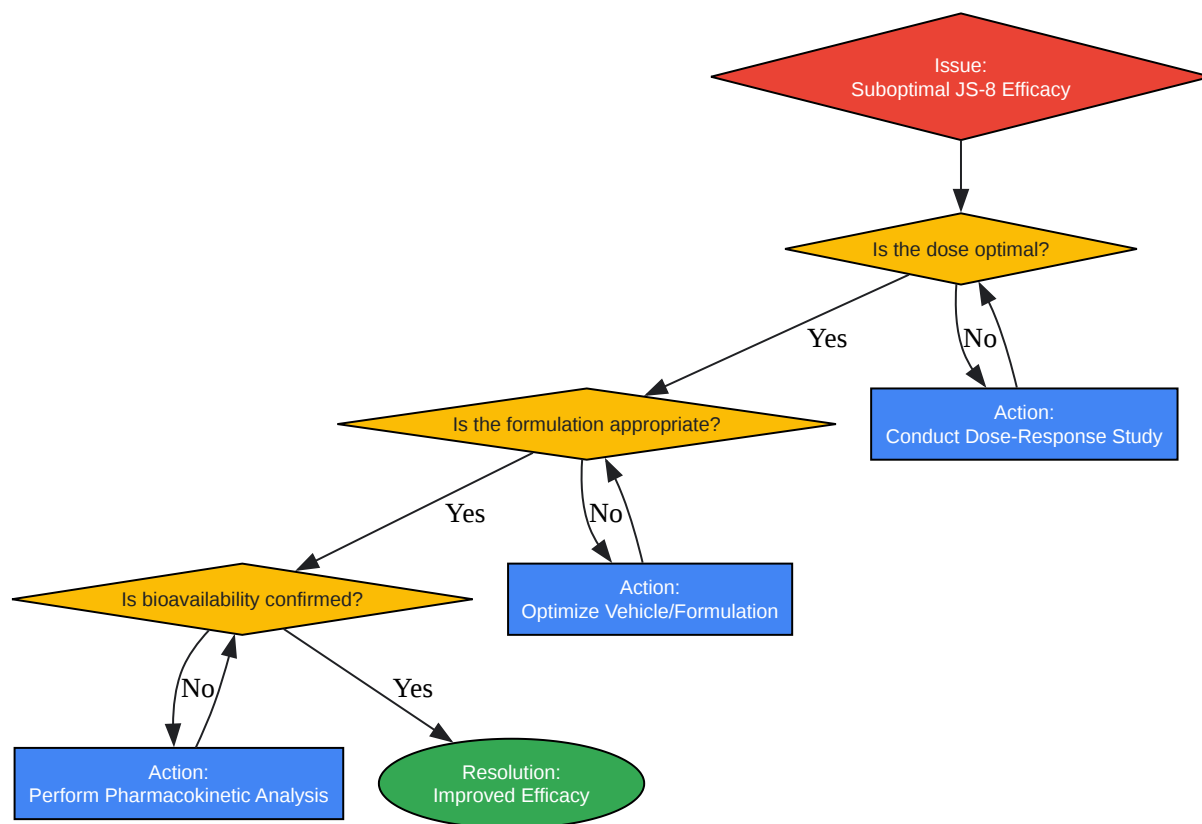 Issue:
Suboptimal JS-8 Efficacy
Is the dose optimal?
Yes
No
Action:
Conduct Dose-Response Study
Is the formulation appropriate?
Yes
No
Action:
Optimize Vehicle/Formulation
Is bioavailability confirmed?
No
Yes
Action:
Perform Pharmacokinetic Analysis
Resolution:
Improved Efficacy